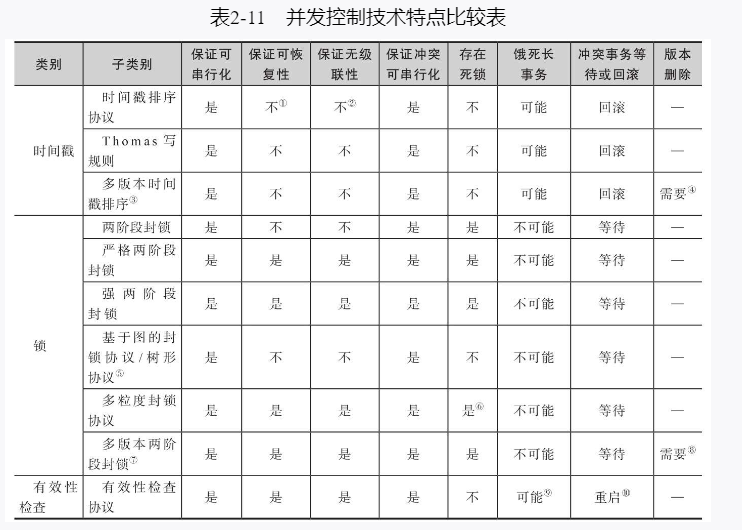 表2-11 并发控制技术特点比较表
类别 子类别 保证可串行化 保证可恢复性 保证无级联性 保证冲突可串行化 存在死锁 饿死长事务 冲突事务等待或回滚 版本删除
时间戳 时间戳排序协议 是 不① 不② 是 不 可能 回滚 —
Thomas 写规则 是 不 不 是 不 可能 回滚 —
多版本时间戳排序③ 是 不 不 是 不 可能 回滚 需要④
锁 两阶段封锁 是 不 不 是 是 不可能 等待 —
严格两阶段封锁 是 是 是 是 是 不可能 等待 —
强两阶段封锁 是 是 是 是 是 不可能 等待 —
基于图的封锁协议/树形协议⑤ 是 不 不 是 不 不可能 等待 —
多粒度封锁协议 是 是 是 是 是⑥ 不可能 等待 —
多版本两阶段封锁⑦ 是 是 是 是 是 不可能 等待 需要⑧
有效性检查 有效性检查协议 是 是 是 是 不 可能⑨ 重启⑩ —